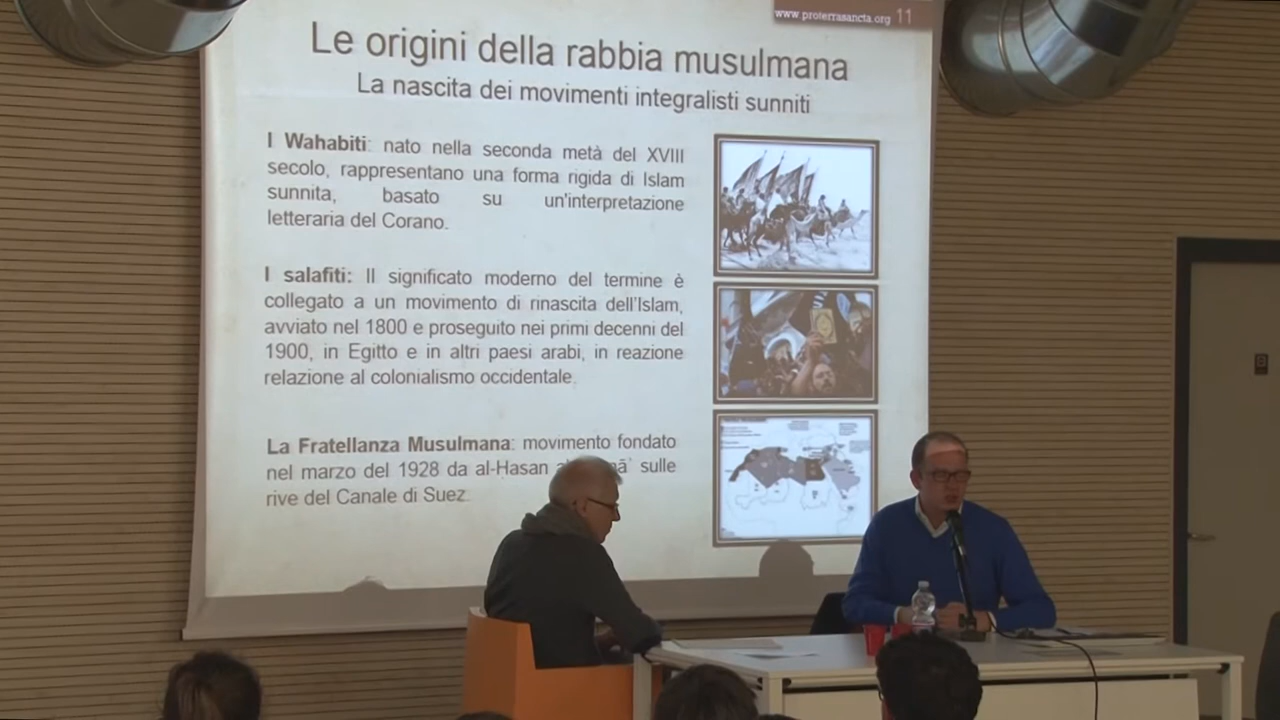 www.proterrasancta.org 11
Le origini della rabbia musulmana
La nascita dei movimenti integralisti sunniti
I Wahabiti: nato nella seconda metà del XVIII
secolo, rappresentano una forma rigida di Islam
sunnita, basato su un'interpretazione
letteraria del Corano.
I salafiti: Il significato moderno del termine è
collegato a un movimento di rinascita dell'Islam,
avviato nel 1800 e proseguito nei primi decenni del
1900, in Egitto e in altri paesi arabi, in reazione
relazione al colonialismo occidentale.
La Fratellanza Musulmana: movimento fondato
nel marzo del 1928 da al-Hasan sulle
rive del Canale di Suez.